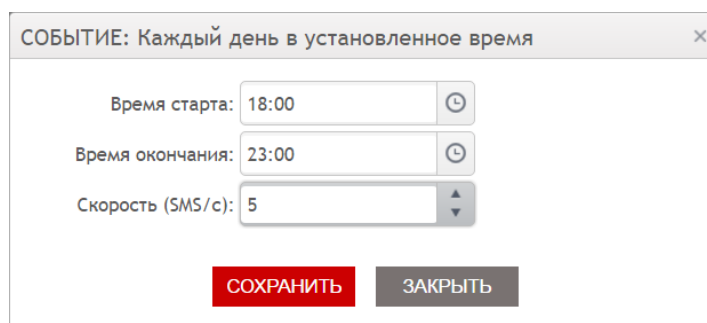 СОБЫТИЕ: Каждый день в установленное время
Время старта: 18:00
Время окончания: 23:00
Скорость (SMS/с): 5
СОХРАНИТЬ ЗАКРЫТЬ